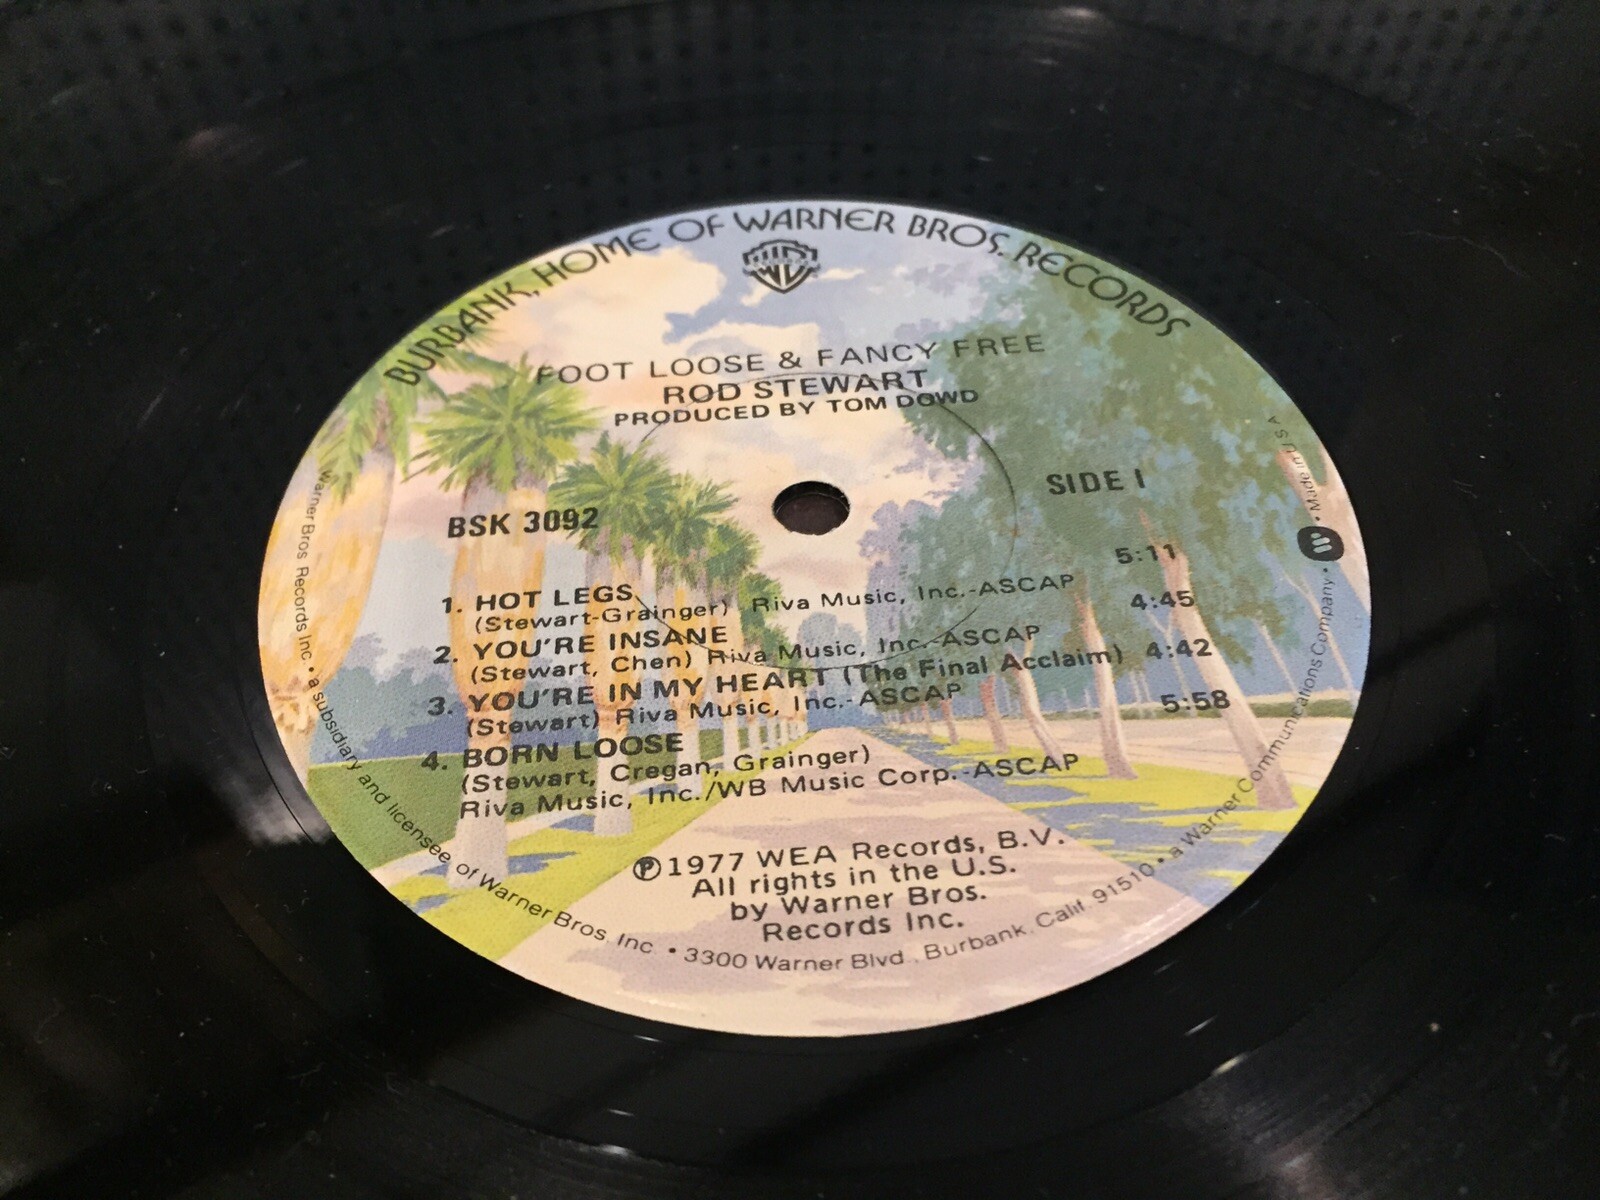 BURBANK, HOME OF WARNER BROS. RECORDS
FOOT LOOSE & FANCY FREE
ROD STEWART
PRODUCED BY TOM DOWD
BSK 3092
SIDE I
1. HOT LEGS 5:11
(Stewart-Grainger) Riva Music, Inc.-ASCAP
2. YOU'RE INSANE 4:45
(Stewart, Chen) Riva Music, Inc.-ASCAP
3. YOU'RE IN MY HEART (The Final Acclaim) 4:42
(Stewart) Riva Music, Inc.-ASCAP
4. BORN LOOSE 5:58
(Stewart, Cregan, Grainger)
Riva Music, Inc./WB Music Corp.-ASCAP
℗1977 WEA Records, B.V.
All rights in the U.S.
by Warner Bros.
Records Inc.
Warner Bros. Records Inc. • a subsidiary and licensee of Warner Bros. Inc. • 3300 Warner Blvd., Burbank, Calif. 91510 • a Warner Communications Company • Made in U.S.A.